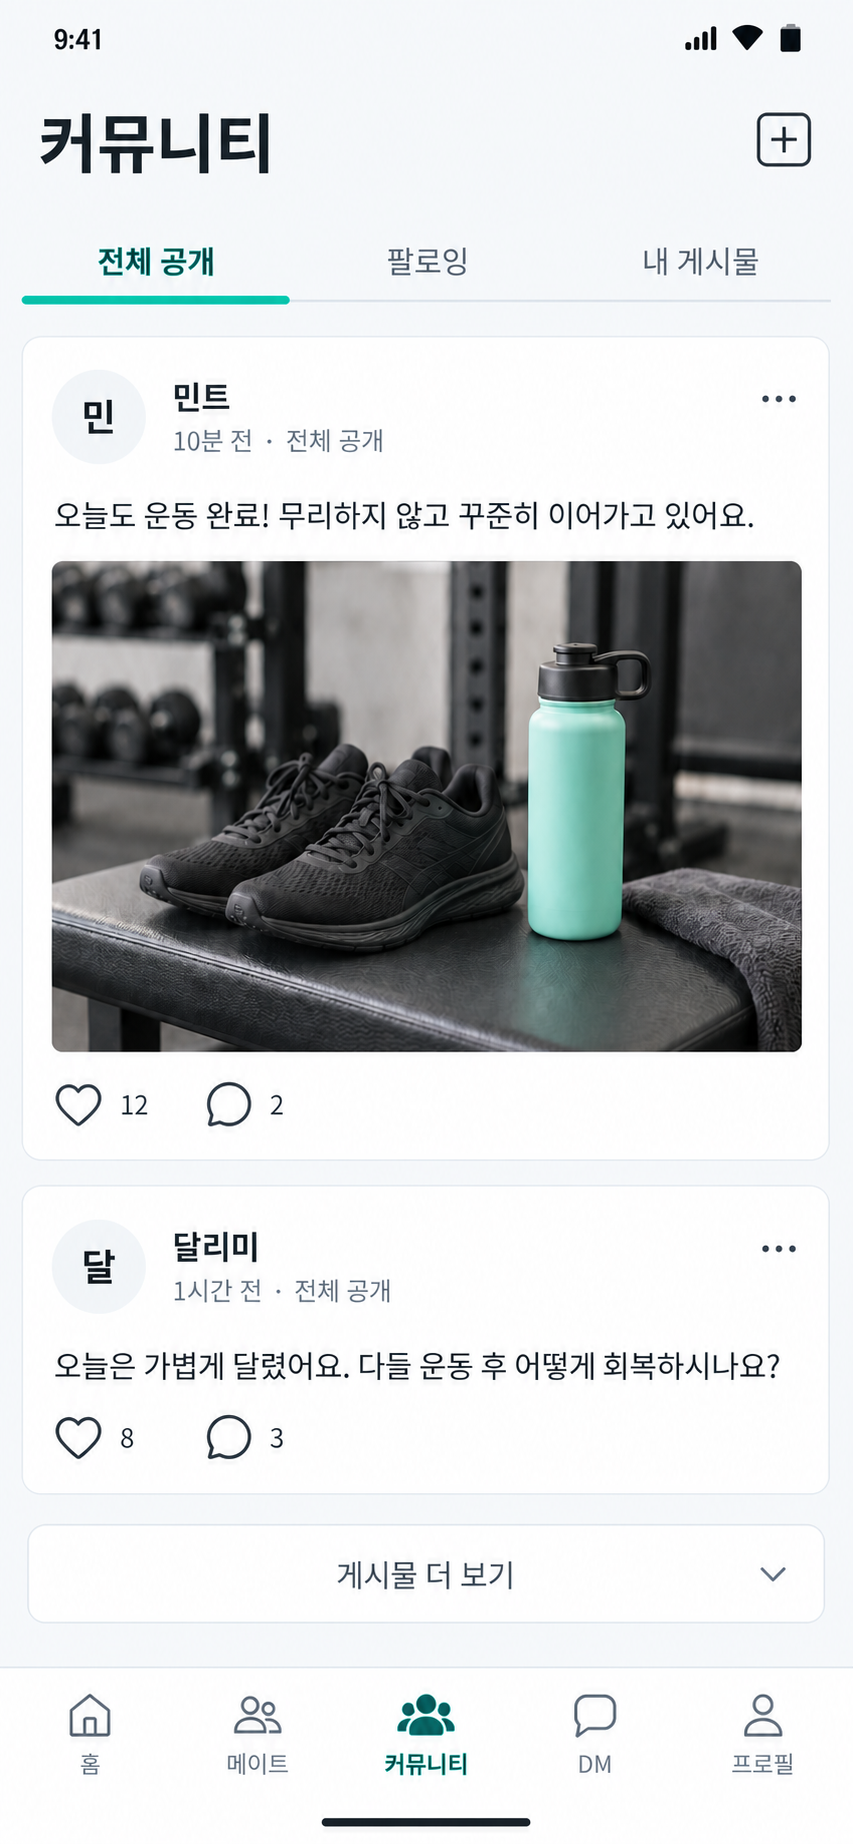 9:41
커뮤니티
전체 공개 팔로잉 내 게시물
민
민트
10분 전 · 전체 공개
오늘도 운동 완료! 무리하지 않고 꾸준히 이어가고 있어요.
12 2
달
달리미
1시간 전 · 전체 공개
오늘은 가볍게 달렸어요. 다들 운동 후 어떻게 회복하시나요?
8 3
게시물 더 보기
홈 메이트 커뮤니티 DM 프로필